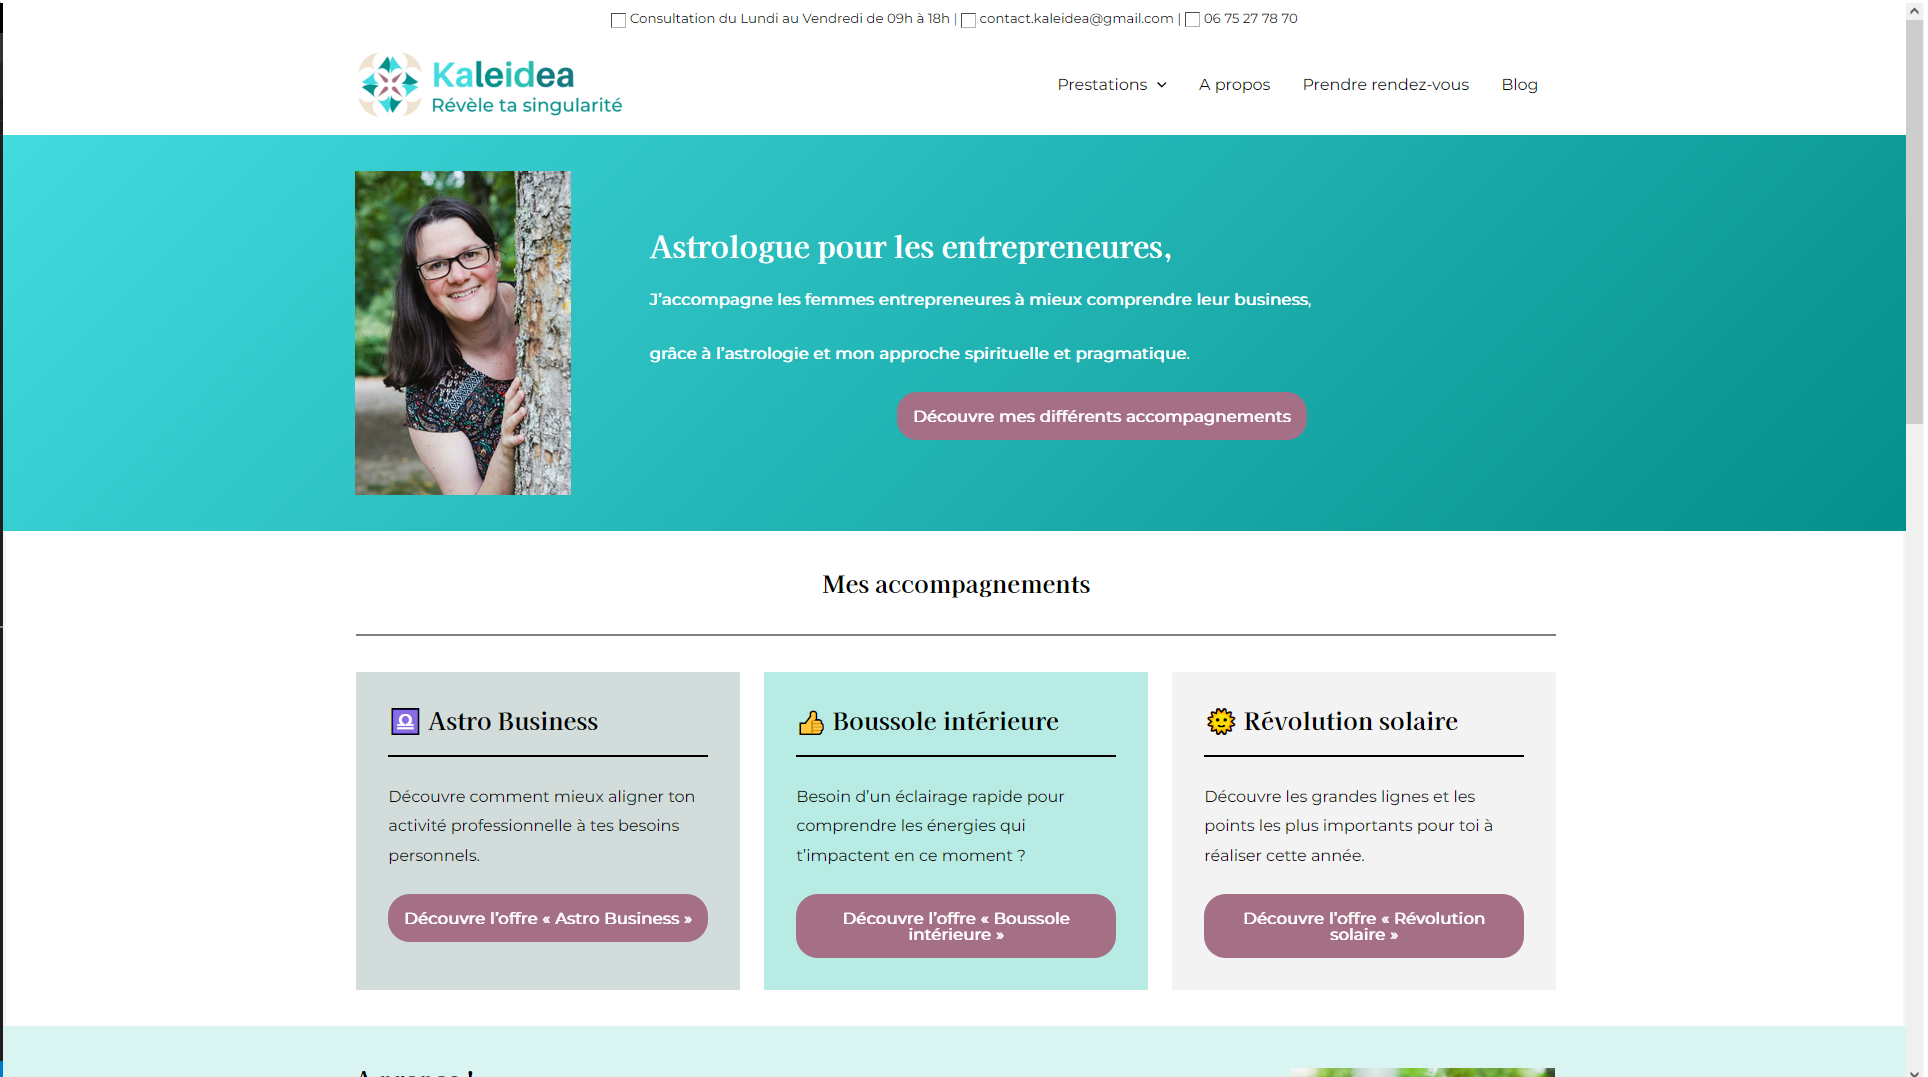 Consultation du Lundi au Vendredi de 09h à 18h | contact.kaleidea@gmail.com | 06 75 27 78 70
Kaleidea
Révèle ta singularité
Prestations
A propos
Prendre rendez-vous
Blog
Astrologue pour les entrepreneures,
J’accompagne les femmes entrepreneures à mieux comprendre leur business,
grâce à l’astrologie et mon approche spirituelle et pragmatique.
Découvre mes différents accompagnements
Mes accompagnements
Astro Business
Découvre comment mieux aligner ton
activité professionnelle à tes besoins
personnels.
Découvre l’offre « Astro Business »
Boussole intérieure
Besoin d’un éclairage rapide pour
comprendre les énergies qui
t’impactent en ce moment ?
Découvre l’offre « Boussole
intérieure »
Révolution solaire
Découvre les grandes lignes et les
points les plus importants pour toi à
réaliser cette année.
Découvre l’offre « Révolution
solaire »